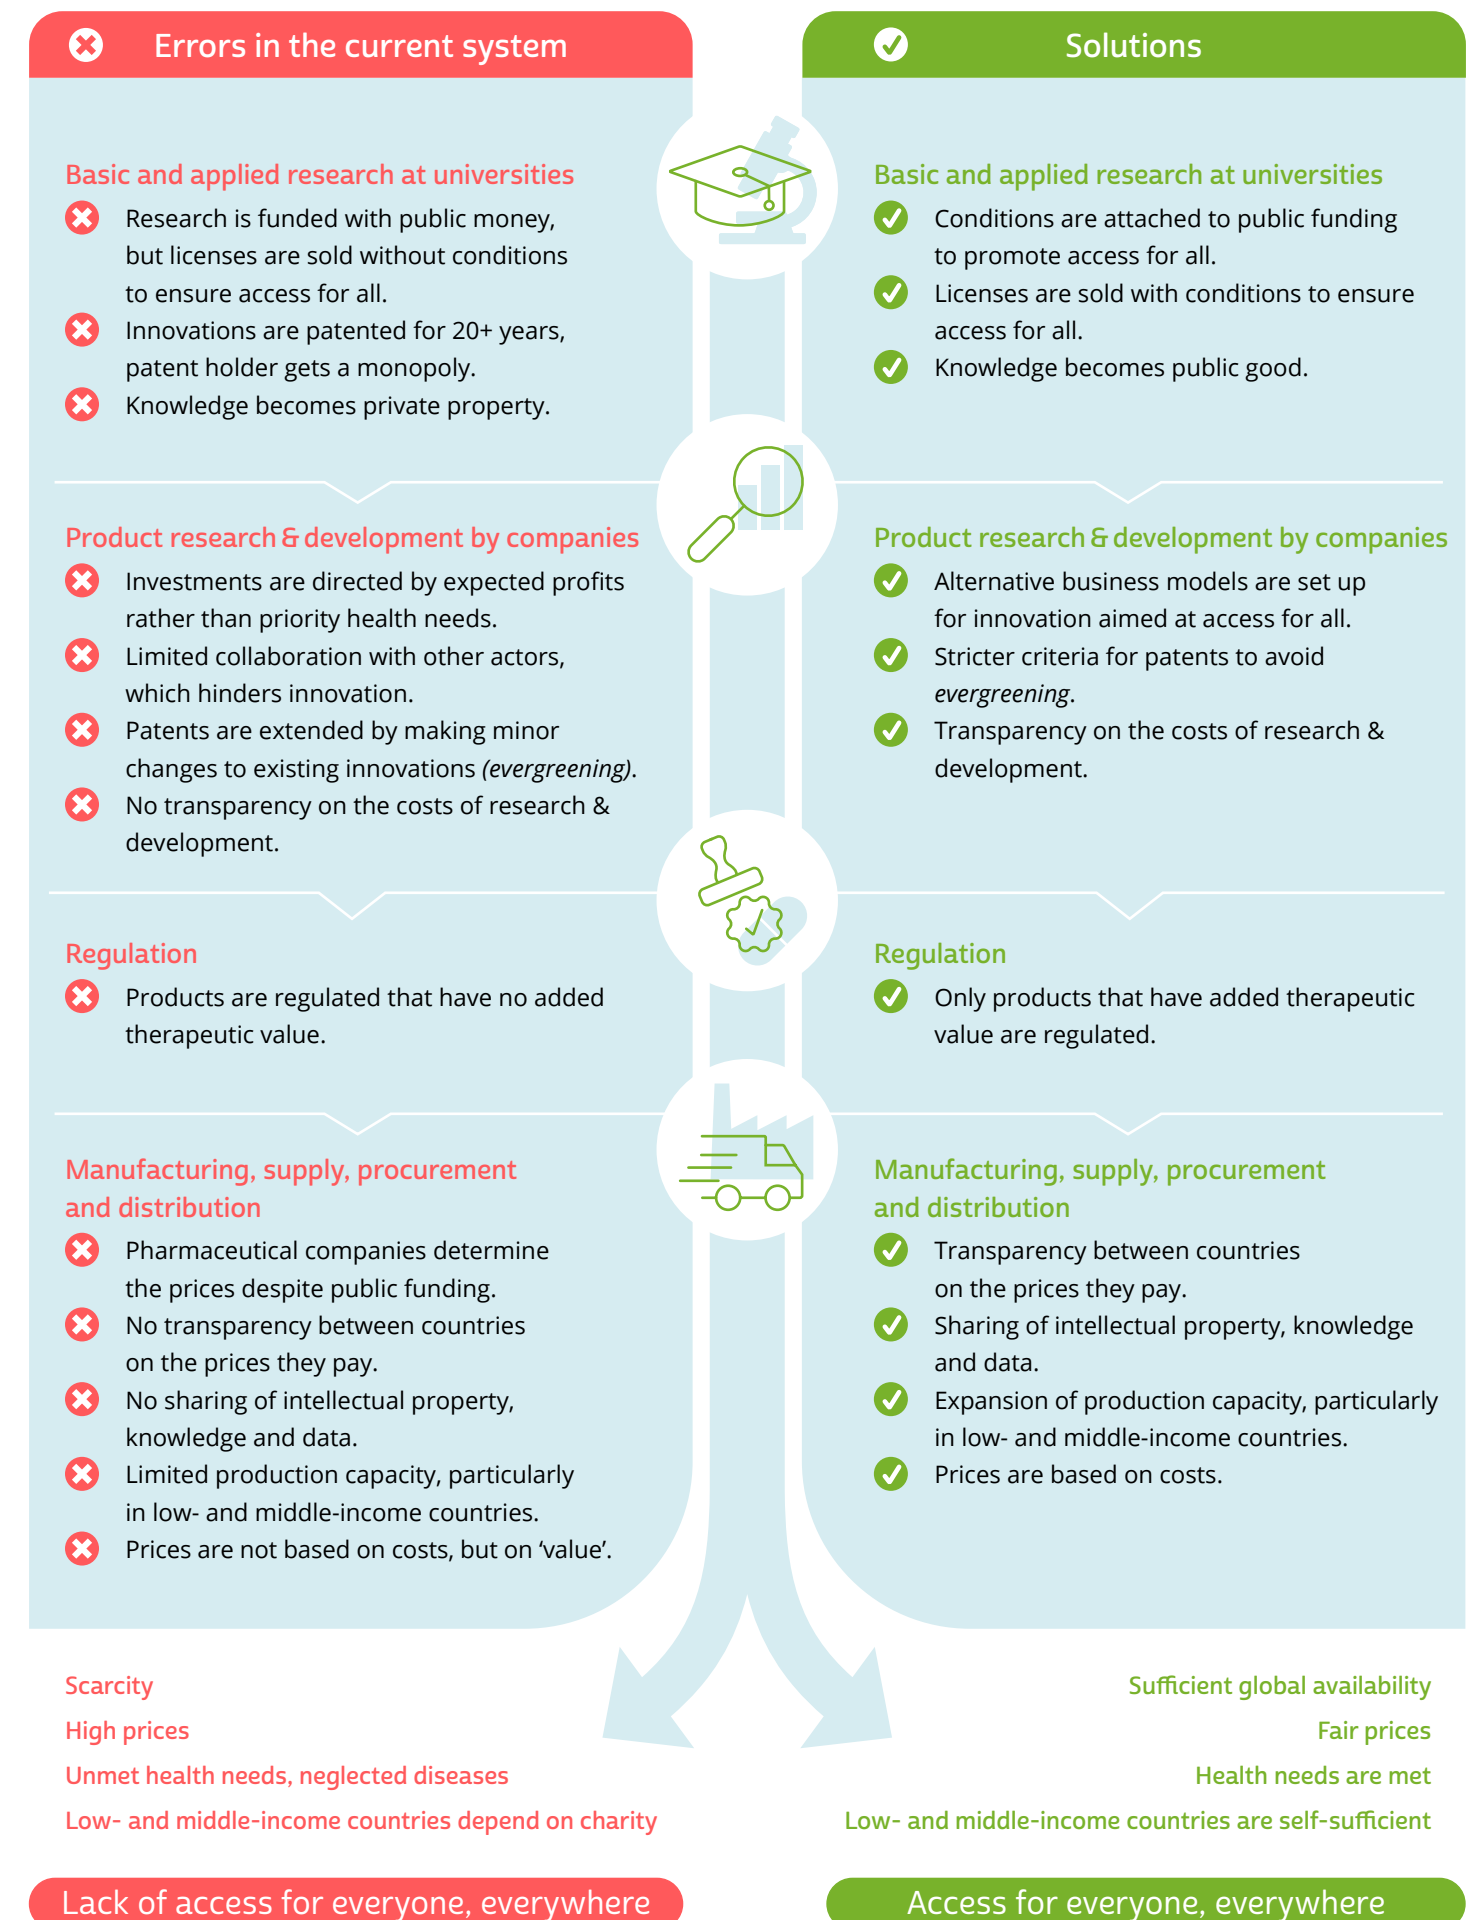 Errors in the current system
Basic and applied research at universities
Research is funded with public money,
but licenses are sold without conditions
to ensure access for all.
Innovations are patented for 20+ years,
patent holder gets a monopoly.
Knowledge becomes private property.
Product research & development by companies
Investments are directed by expected profits
rather than priority health needs.
Limited collaboration with other actors,
which hinders innovation.
Patents are extended by making minor
changes to existing innovations (evergreening).
No transparency on the costs of research &
development.
Regulation
Products are regulated that have no added
therapeutic value.
Manufacturing, supply, procurement
and distribution
Pharmaceutical companies determine
the prices despite public funding.
No transparency between countries
on the prices they pay.
No sharing of intellectual property,
knowledge and data.
Limited production capacity, particularly
in low- and middle-income countries.
Prices are not based on costs, but on ‘value’.
Scarcity
High prices
Unmet health needs, neglected diseases
Low- and middle-income countries depend on charity
Lack of access for everyone, everywhere
Solutions
Basic and applied research at universities
Conditions are attached to public funding
to promote access for all.
Licenses are sold with conditions to ensure
access for all.
Knowledge becomes public good.
Product research & development by companies
Alternative business models are set up
for innovation aimed at access for all.
Stricter criteria for patents to avoid
evergreening.
Transparency on the costs of research &
development.
Regulation
Only products that have added therapeutic
value are regulated.
Manufacturing, supply, procurement
and distribution
Transparency between countries
on the prices they pay.
Sharing of intellectual property, knowledge
and data.
Expansion of production capacity, particularly
in low- and middle-income countries.
Prices are based on costs.
Sufficient global availability
Fair prices
Health needs are met
Low- and middle-income countries are self-sufficient
Access for everyone, everywhere